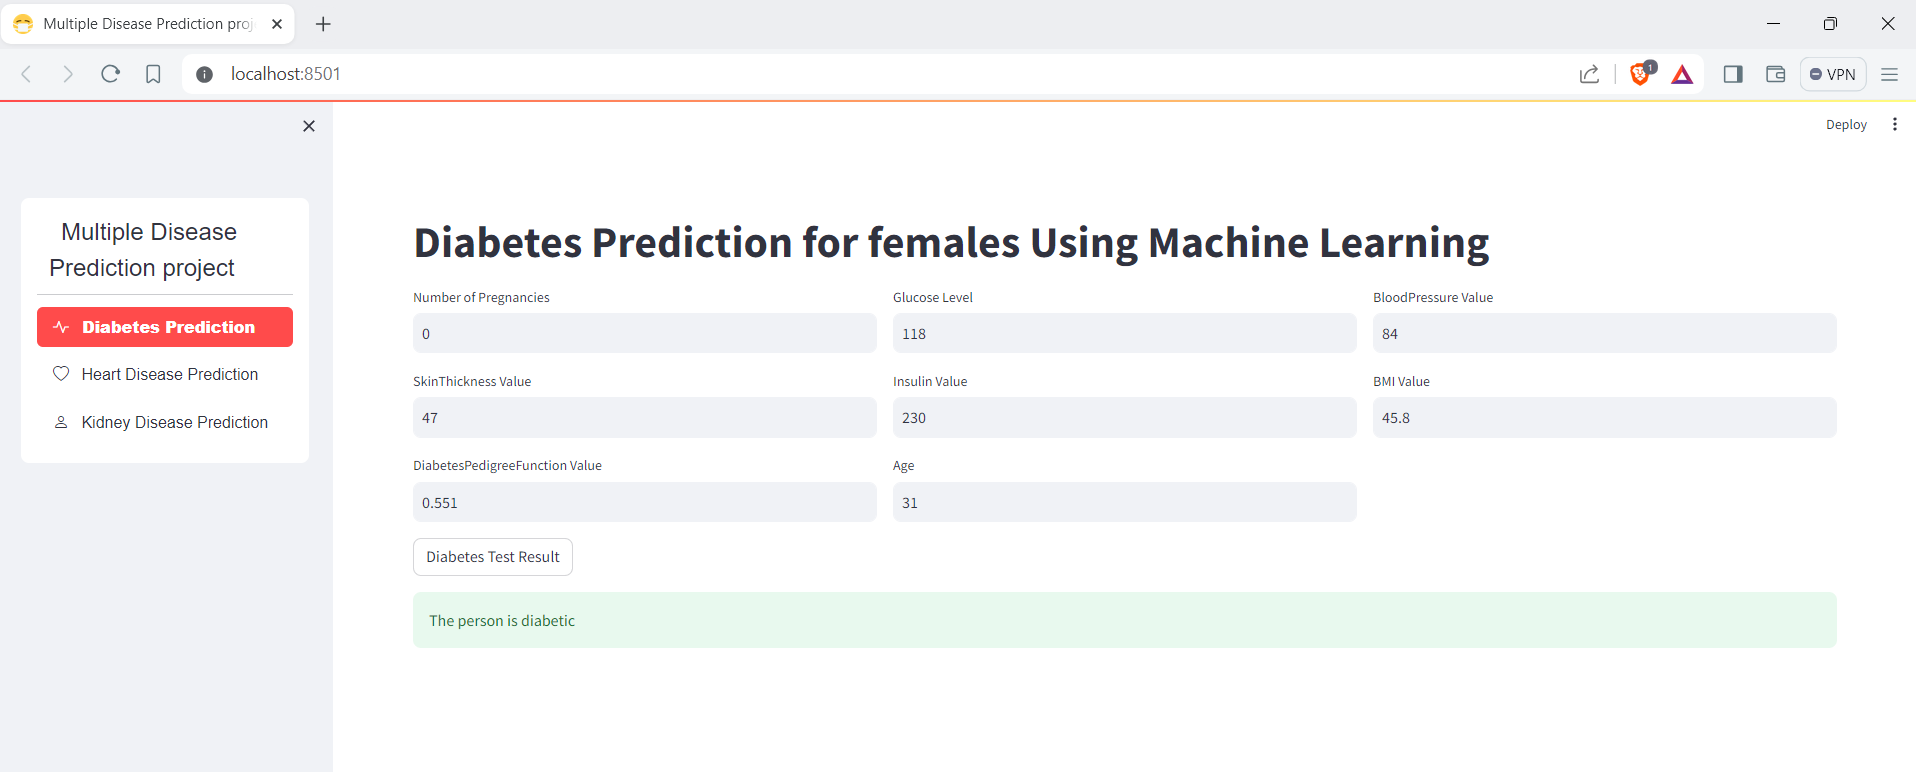 Multiple Disease Prediction proj
localhost:8501
1
VPN
Deploy
Multiple Disease
Prediction project
Diabetes Prediction
Heart Disease Prediction
Kidney Disease Prediction
Diabetes Prediction for females Using Machine Learning
Number of Pregnancies Glucose Level BloodPressure Value
0 118 84
SkinThickness Value Insulin Value BMI Value
47 230 45.8
DiabetesPedigreeFunction Value Age
0.551 31
Diabetes Test Result
The person is diabetic